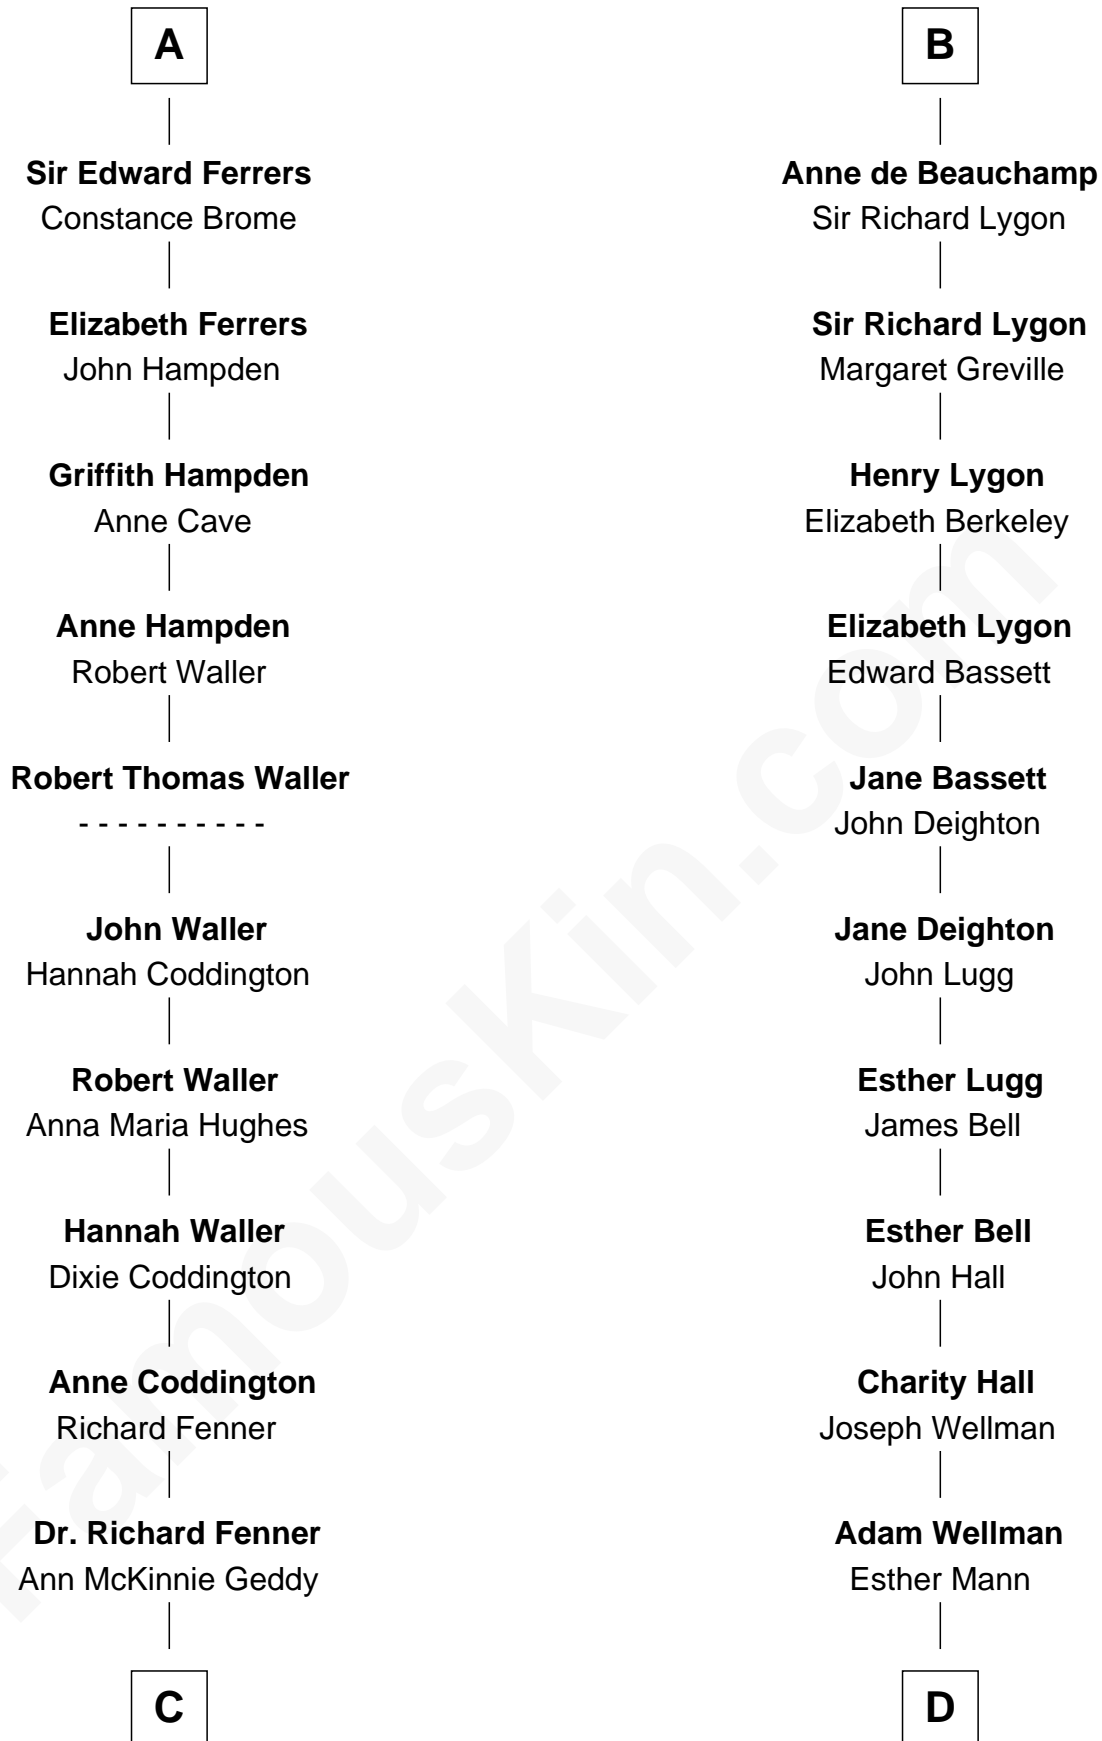 A
Sir Edward Ferrers
Constance Brome
Elizabeth Ferrers
John Hampden
Griffith Hampden
Anne Cave
Anne Hampden
Robert Waller
Robert Thomas Waller
- - - - - - - - - -
John Waller
Hannah Coddington
Robert Waller
Anna Maria Hughes
Hannah Waller
Dixie Coddington
Anne Coddington
Richard Fenner
Dr. Richard Fenner
Ann McKinnie Geddy
C
B
Anne de Beauchamp
Sir Richard Lygon
Sir Richard Lygon
Margaret Greville
Henry Lygon
Elizabeth Berkeley
Elizabeth Lygon
Edward Bassett
Jane Bassett
John Deighton
Jane Deighton
John Lugg
Esther Lugg
James Bell
Esther Bell
John Hall
Charity Hall
Joseph Wellman
Adam Wellman
Esther Mann
D
FamousKin.com